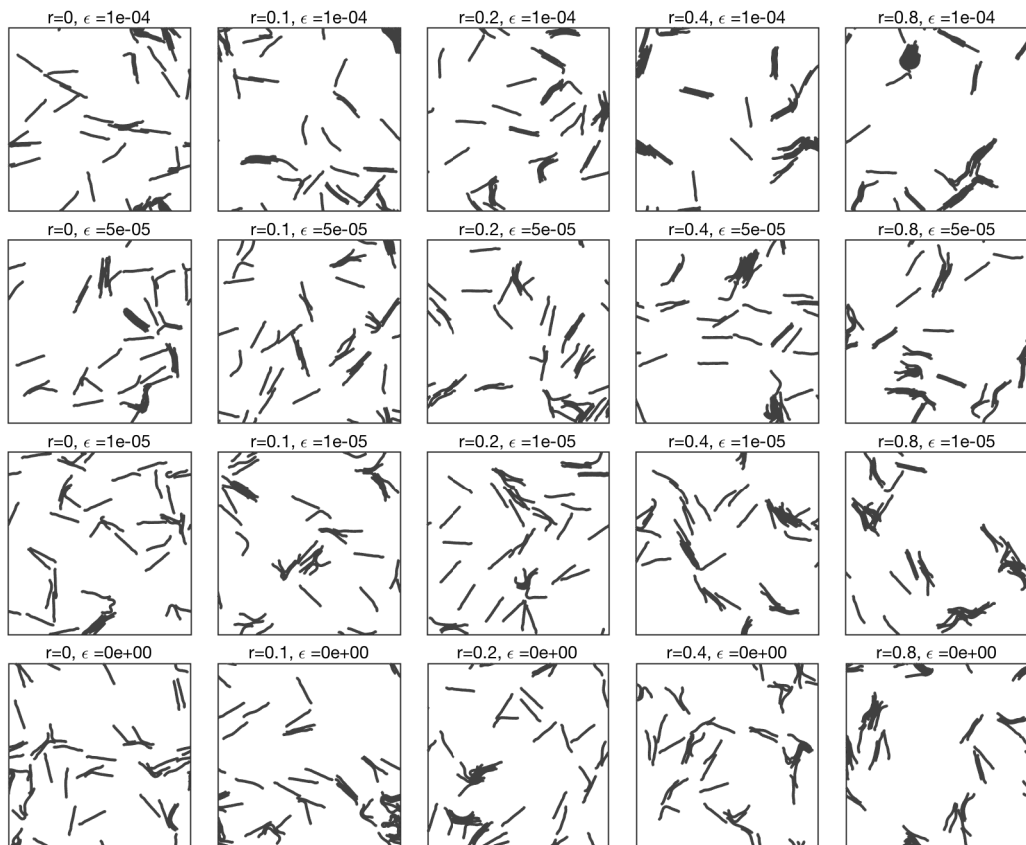 r=0, ϵ =1e-04 r=0.1, ϵ =1e-04 r=0.2, ϵ =1e-04 r=0.4, ϵ =1e-04 r=0.8, ϵ =1e-04
r=0, ϵ =5e-05 r=0.1, ϵ =5e-05 r=0.2, ϵ =5e-05 r=0.4, ϵ =5e-05 r=0.8, ϵ =5e-05
r=0, ϵ =1e-05 r=0.1, ϵ =1e-05 r=0.2, ϵ =1e-05 r=0.4, ϵ =1e-05 r=0.8, ϵ =1e-05
r=0, ϵ =0e+00 r=0.1, ϵ =0e+00 r=0.2, ϵ =0e+00 r=0.4, ϵ =0e+00 r=0.8, ϵ =0e+00